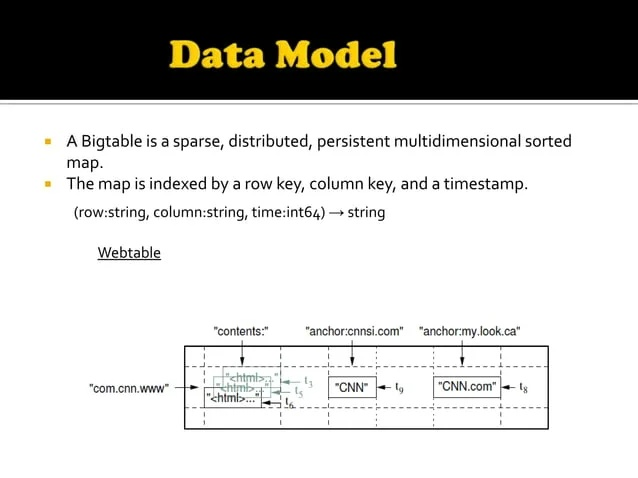 Data Model
A Bigtable is a sparse, distributed, persistent multidimensional sorted
map.
The map is indexed by a row key, column key, and a timestamp.
(row:string, column:string, time:int64) → string
Webtable
"contents:" "anchor:cnnsi.com" "anchor:my.look.ca"
"<html>..." t3
"com.cnn.www" "<html>..." t5 "CNN" t9 "CNN.com" t8
"<html>..." t6